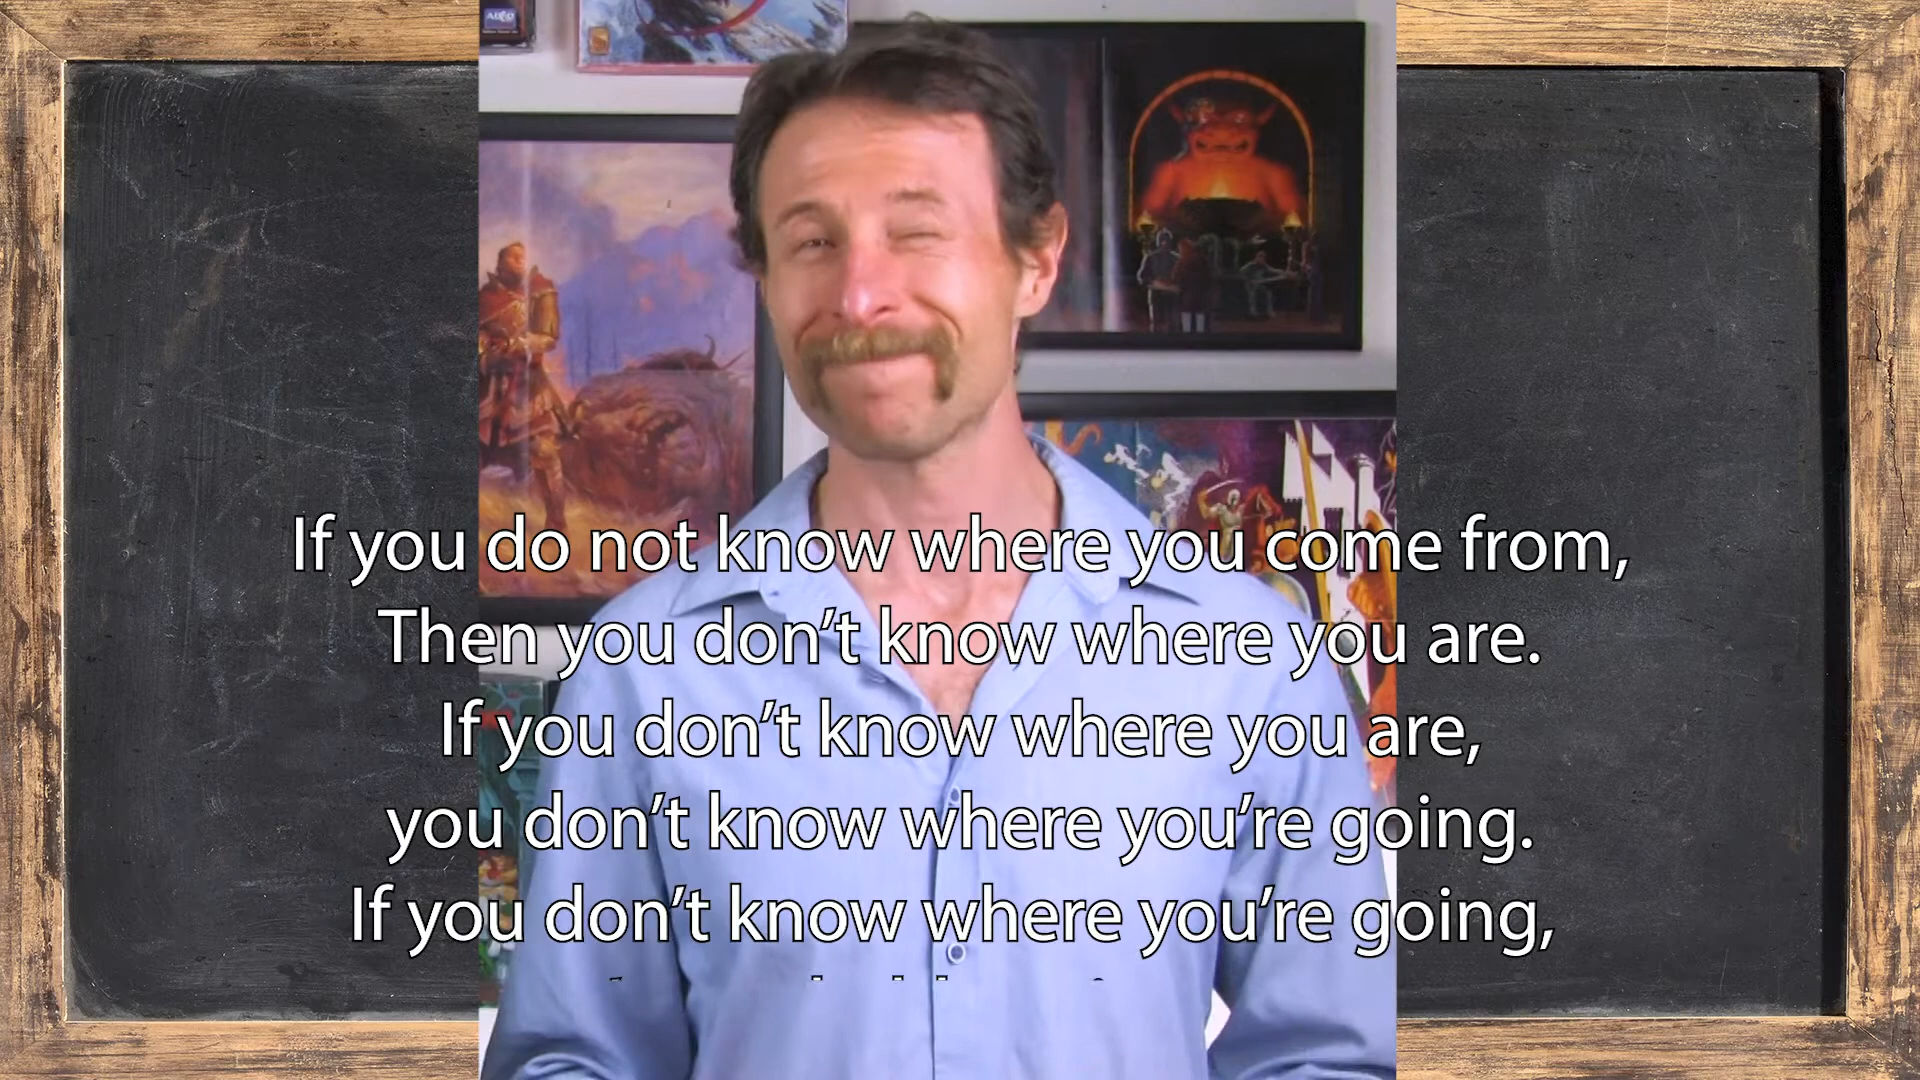 If you do not know where you come from,
Then you don’t know where you are.
If you don’t know where you are,
you don’t know where you’re going.
If you don’t know where you’re going,